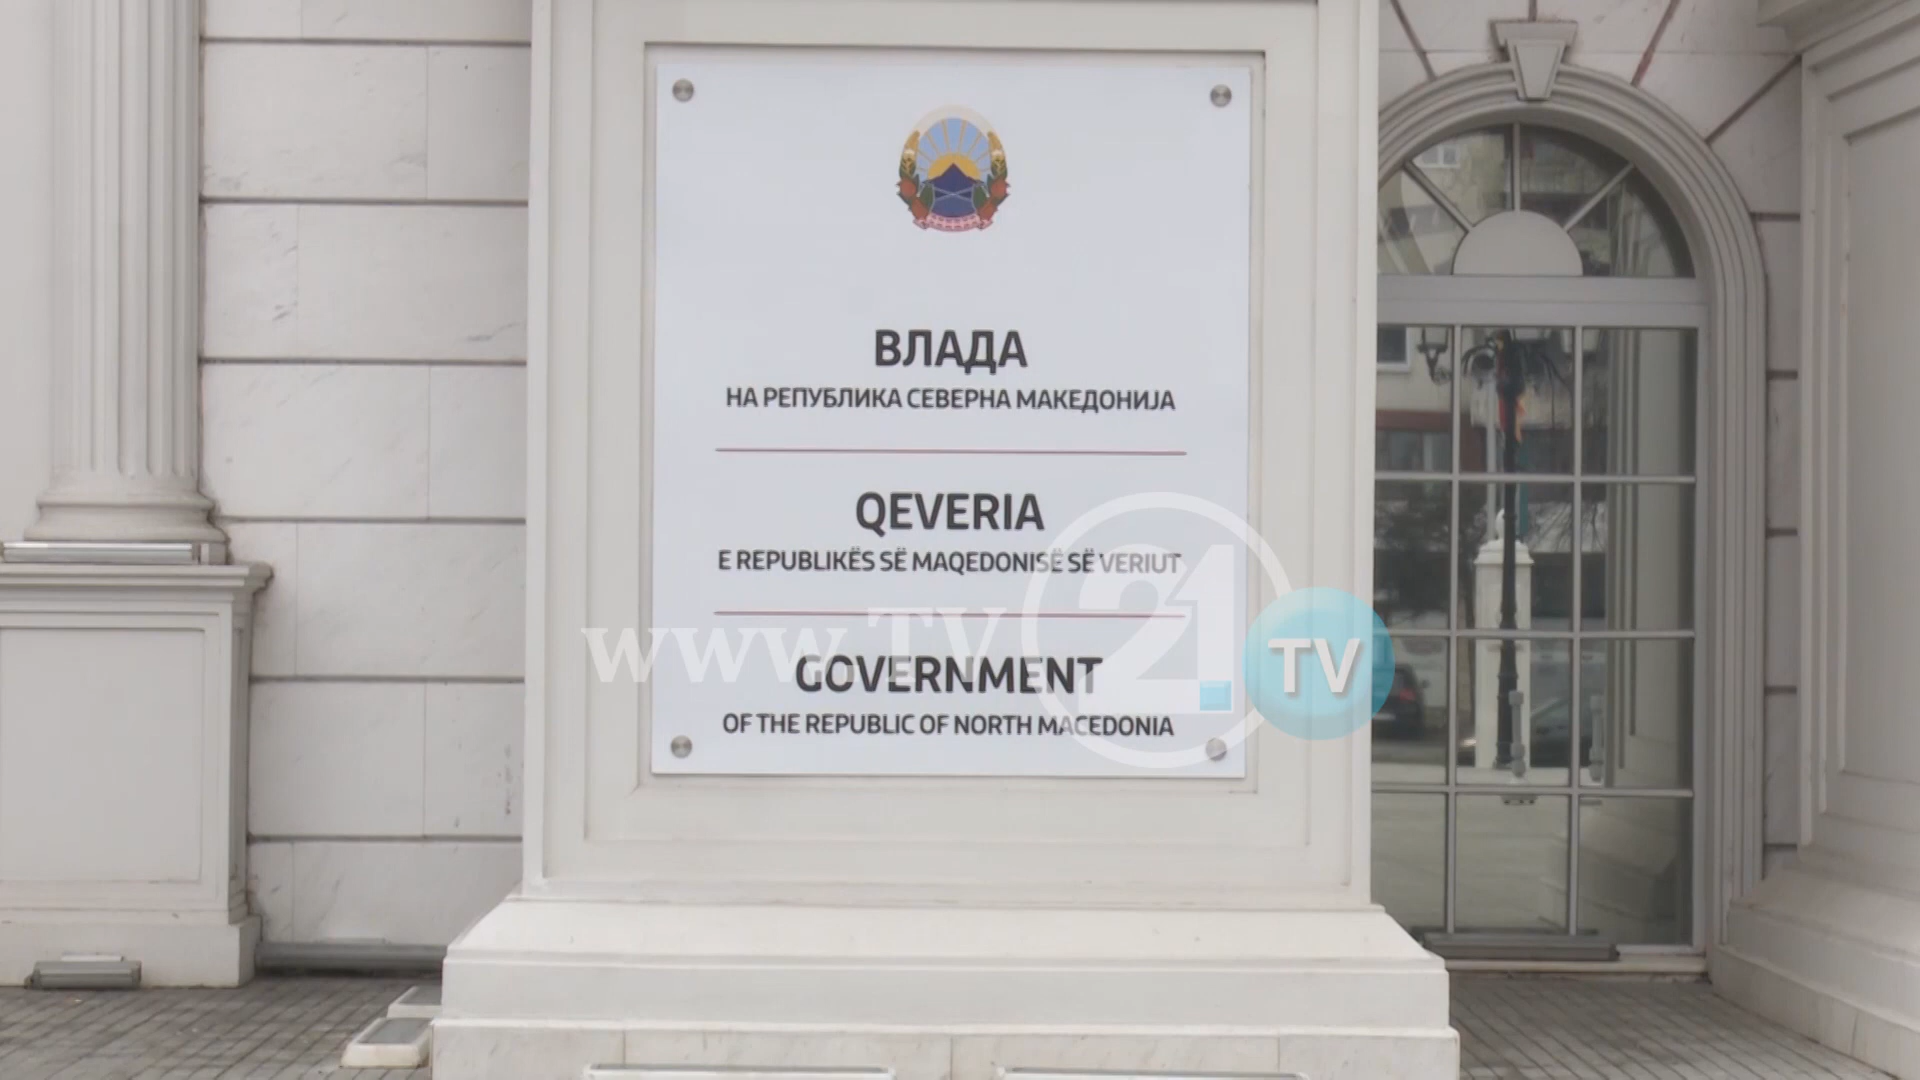 ВЛАДА
НА РЕПУБЛИКА СЕВЕРНА МАКЕДОНИЈА
QEVERIA
E REPUBLIKËS SË MAQEDONISË SË VERIUT
GOVERNMENT
OF THE REPUBLIC OF NORTH MACEDONIA
www.TV21.TV